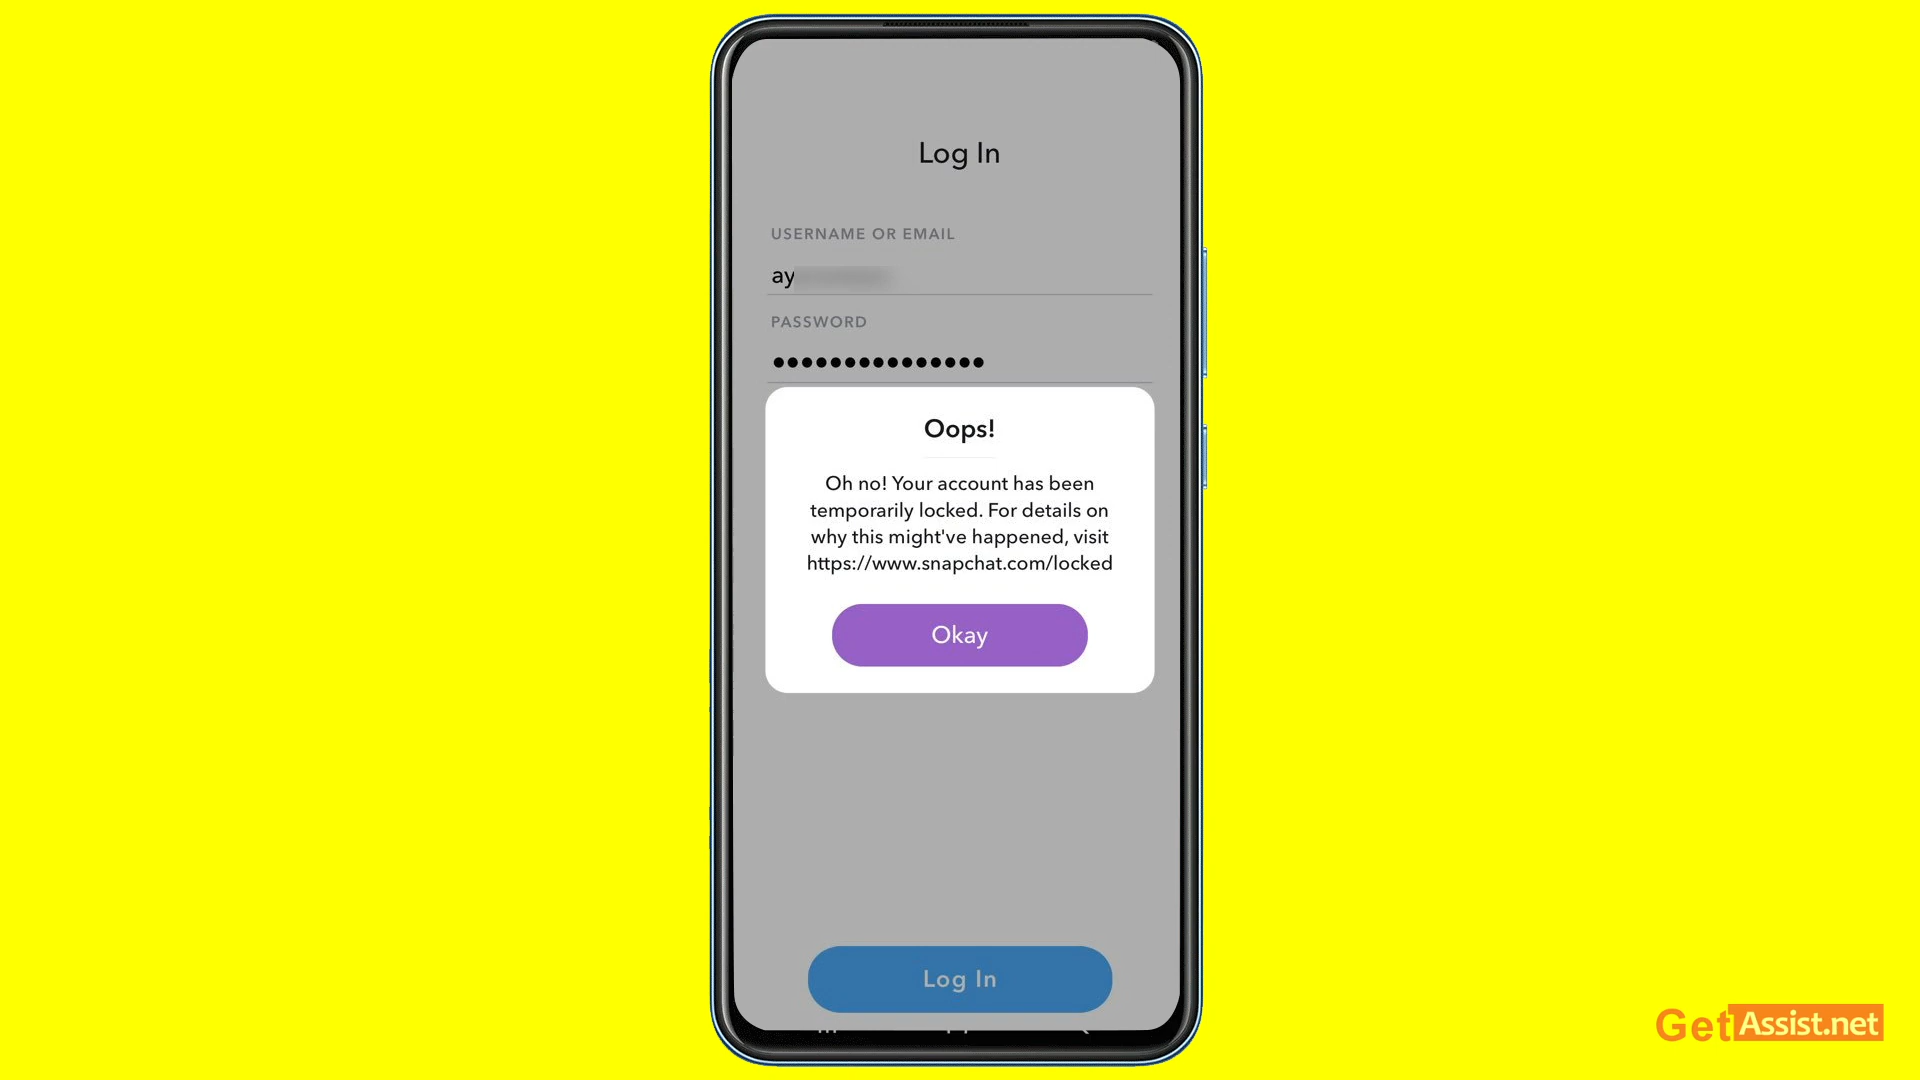 Log In
USERNAME OR EMAIL
ay
PASSWORD
Oops!
Oh no! Your account has been
temporarily locked. For details on
why this might've happened, visit
https://www.snapchat.com/locked
Okay
Log In
GetAssist.net